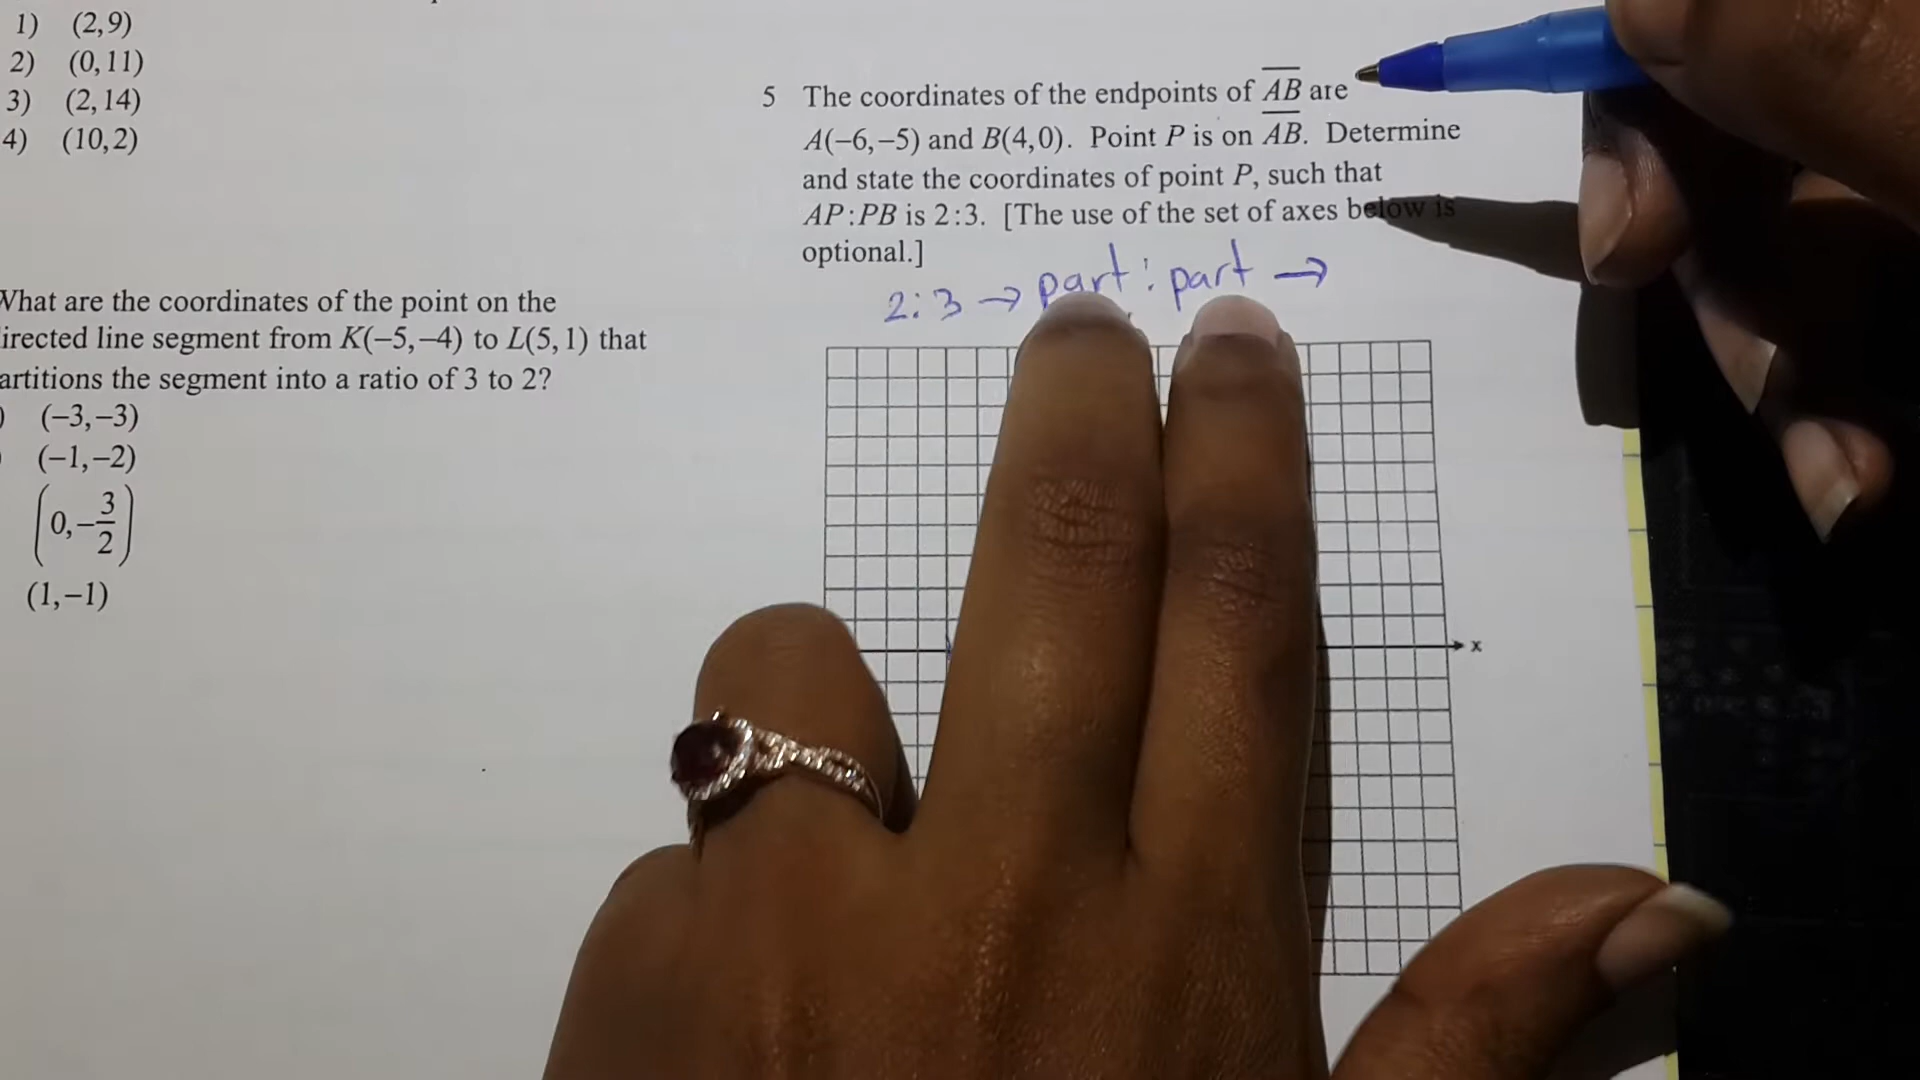 1) (2,9)
2) (0,11)
3) (2,14)
4) (10,2)
What are the coordinates of the point on the
directed line segment from K(−5,−4) to L(5,1) that
partitions the segment into a ratio of 3 to 2?
(−3,−3)
(−1,−2)
(0,−3/2)
(1,−1)
5 The coordinates of the endpoints of AB are
A(−6,−5) and B(4,0). Point P is on AB. Determine
and state the coordinates of point P, such that
AP:PB is 2:3. [The use of the set of axes below is
optional.]
2:3 → part : part →
x